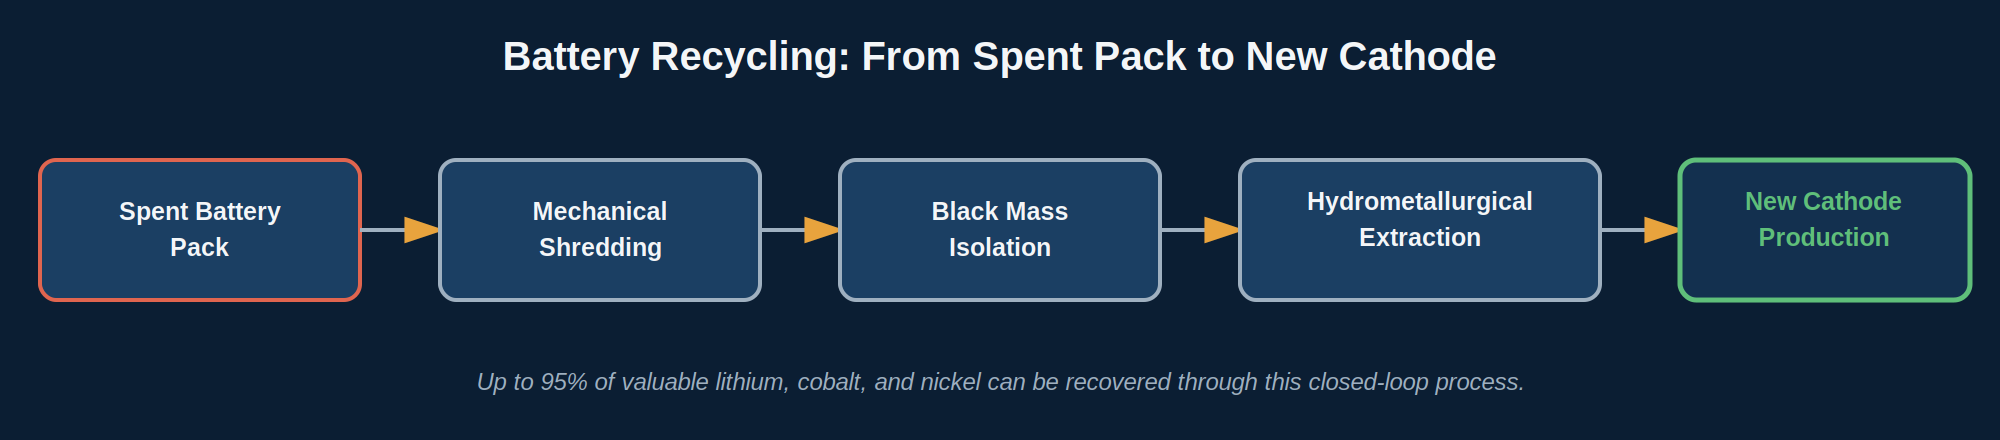 Battery Recycling: From Spent Pack to New Cathode
Spent Battery
Pack
Mechanical
Shredding
Black Mass
Isolation
Hydrometallurgical
Extraction
New Cathode
Production
Up to 95% of valuable lithium, cobalt, and nickel can be recovered through this closed-loop process.